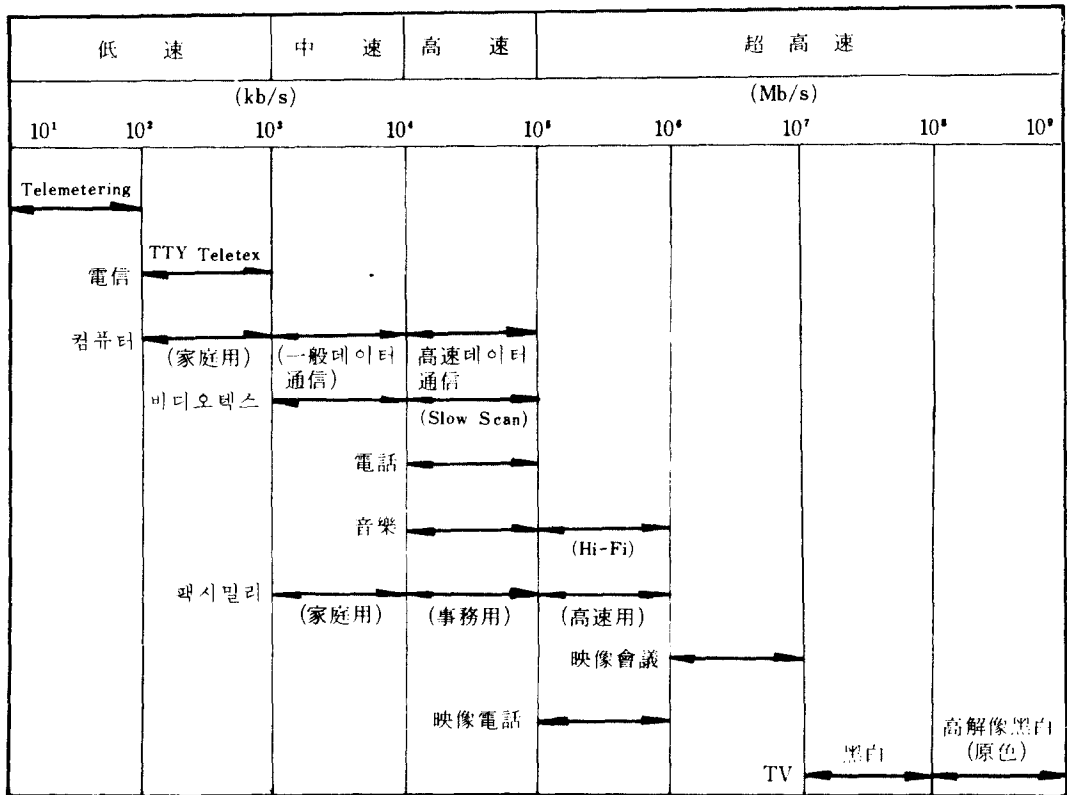 低 速 中 速 高 速 超 高 速
(kb/s) (Mb/s)
10¹ 10² 10³ 10⁴ 10⁵ 10⁶ 10⁷ 10⁸ 10⁹
Telemetering
TTY Teletex
電信
컴퓨터
(家庭用) (一般데이터 高速데이터
通信) 通信
비디오텍스
(Slow Scan)
電話
音樂
(Hi-Fi)
팩시밀리
(家庭用) (事務用) (高速用)
映像會議
映像電話
高解像黑白
黑白 (原色)
TV